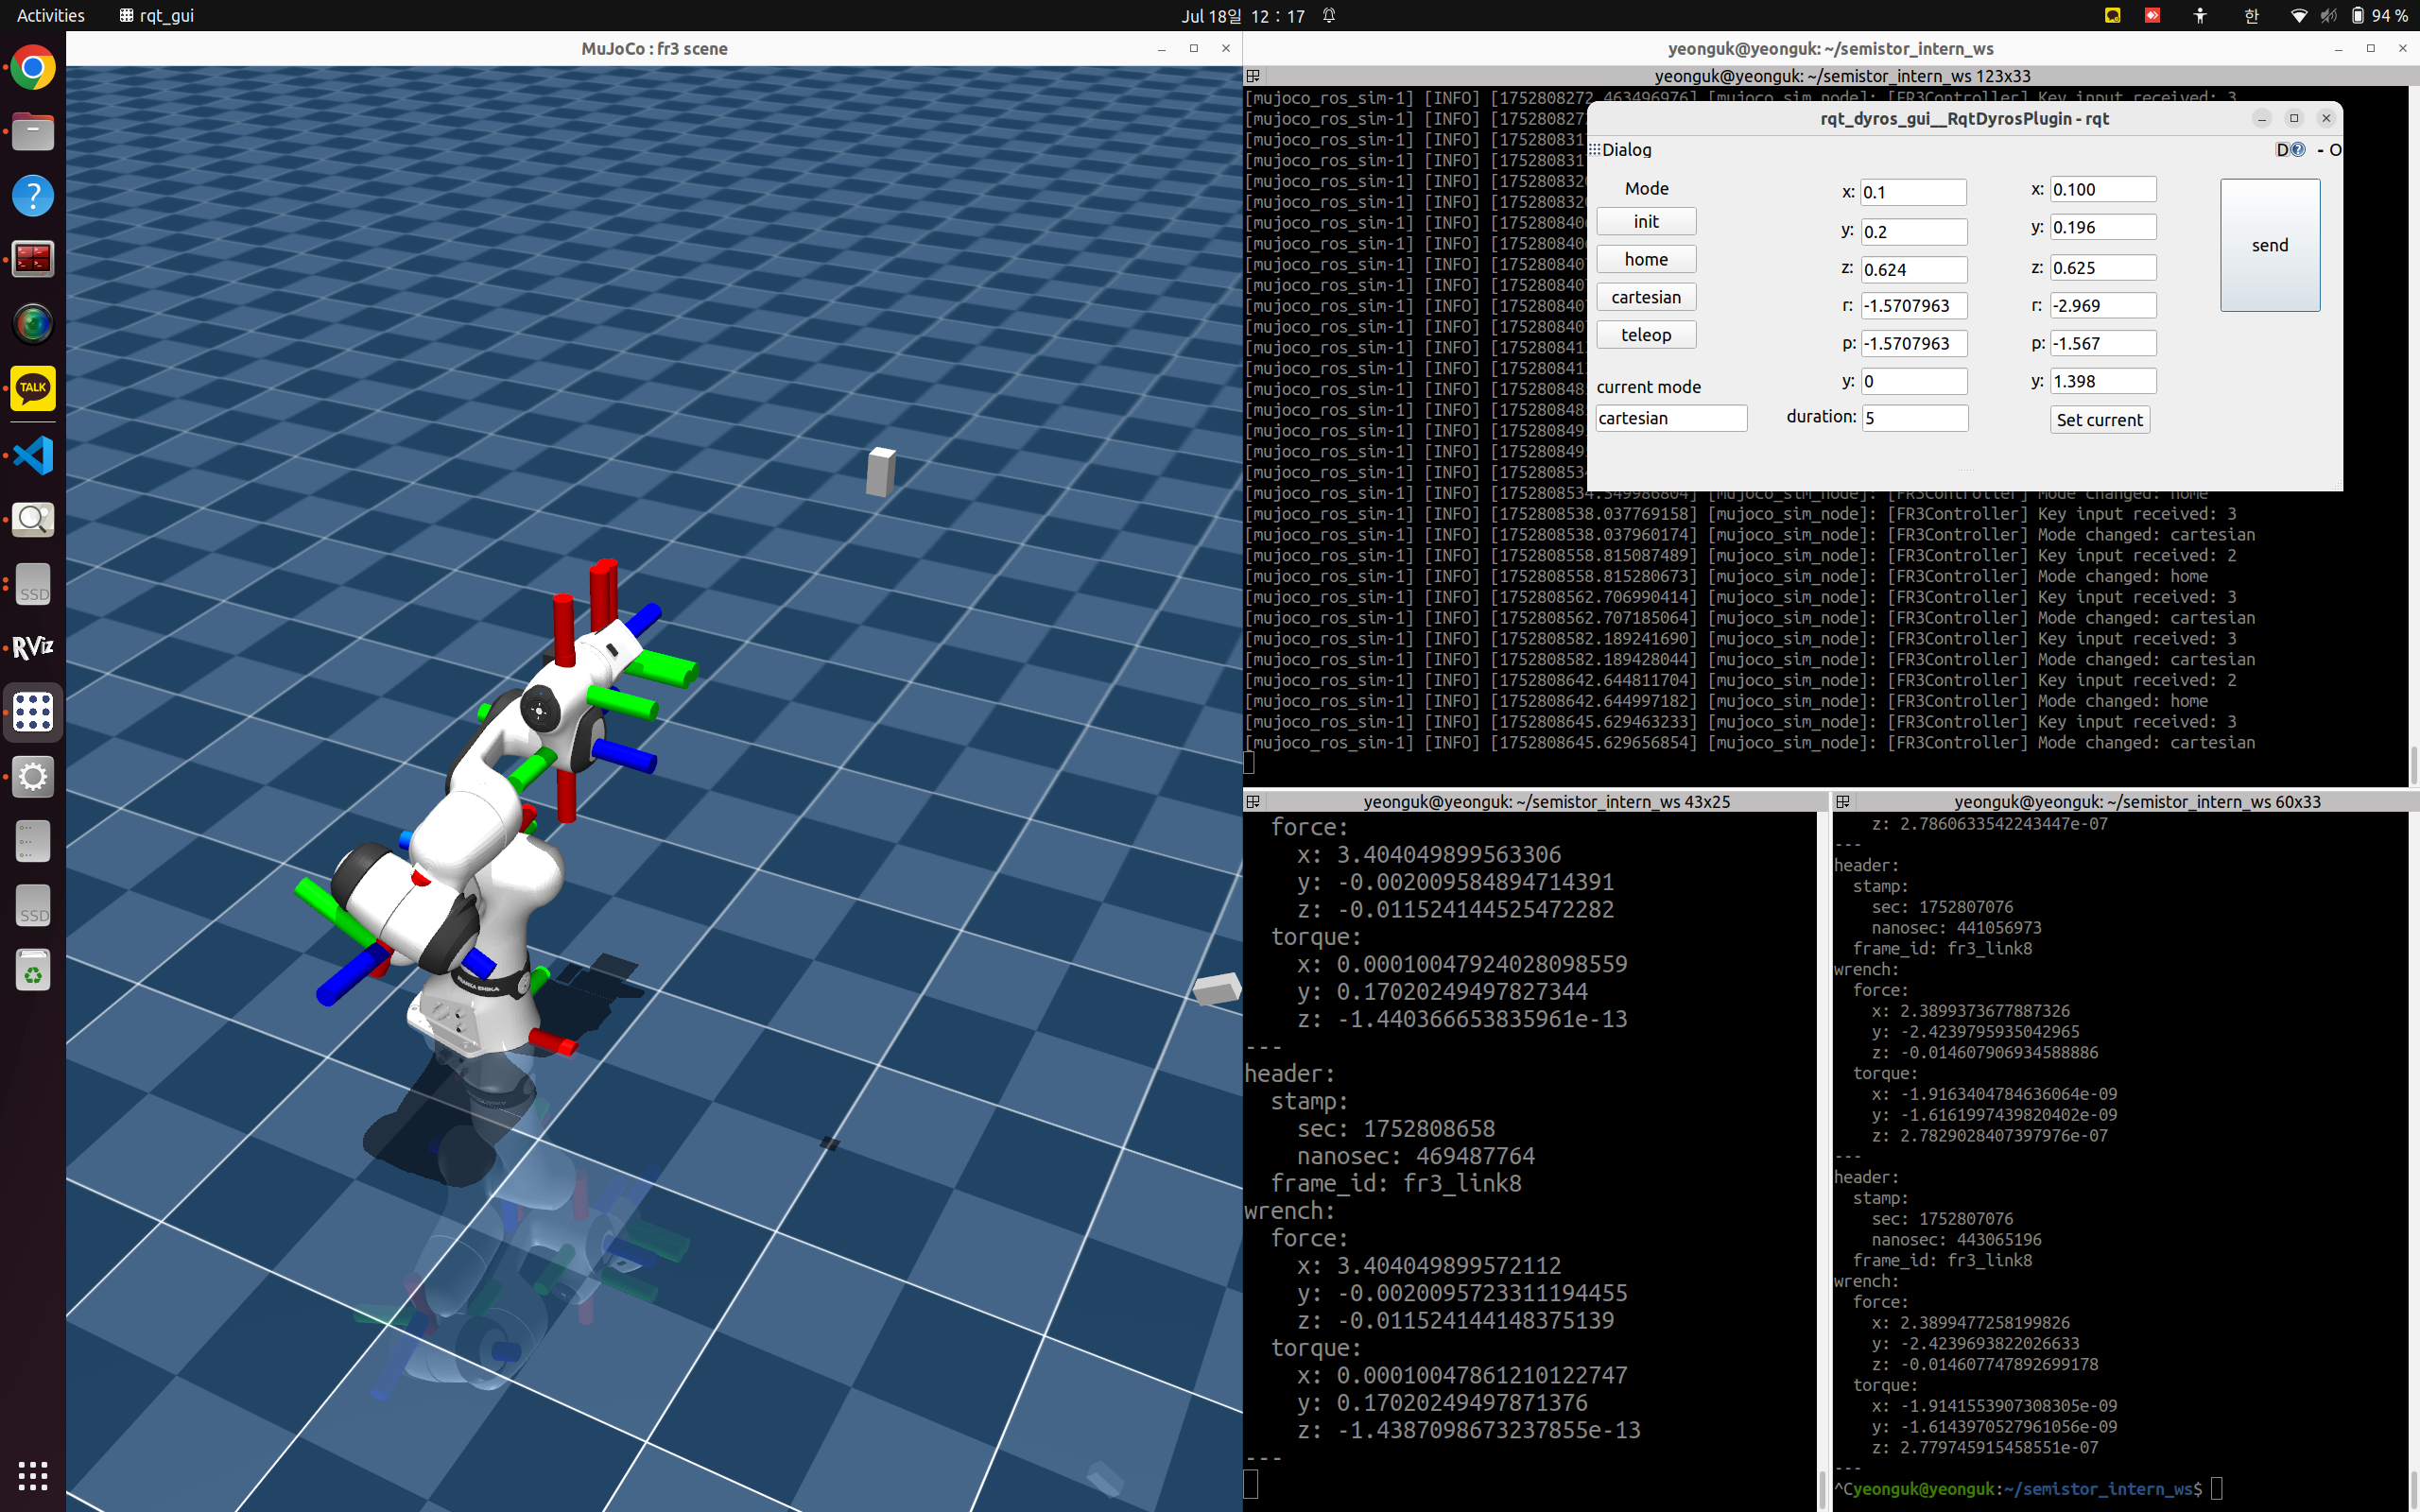 Activities
rqt_gui
Jul 18일 12 : 17
한
94 %
MuJoCo : fr3 scene
TALK
SSD
RViz
SSD
FRANKA EMIKA
yeonguk@yeonguk: ~/semistor_intern_ws
yeonguk@yeonguk: ~/semistor_intern_ws 123x33
[mujoco_ros_sim-1] [INFO] [1752808272.463496976] [mujoco_sim_node]: [FR3Controller] Key input received: 3
[mujoco_ros_sim-1] [INFO] [175280827
[mujoco_ros_sim-1] [INFO] [175280831
[mujoco_ros_sim-1] [INFO] [175280831
[mujoco_ros_sim-1] [INFO] [175280832
[mujoco_ros_sim-1] [INFO] [175280832
[mujoco_ros_sim-1] [INFO] [175280840
[mujoco_ros_sim-1] [INFO] [175280840
[mujoco_ros_sim-1] [INFO] [175280840
[mujoco_ros_sim-1] [INFO] [175280840
[mujoco_ros_sim-1] [INFO] [175280840
[mujoco_ros_sim-1] [INFO] [175280840
[mujoco_ros_sim-1] [INFO] [175280841
[mujoco_ros_sim-1] [INFO] [175280841
[mujoco_ros_sim-1] [INFO] [175280848
[mujoco_ros_sim-1] [INFO] [175280848
[mujoco_ros_sim-1] [INFO] [175280849
[mujoco_ros_sim-1] [INFO] [175280849
[mujoco_ros_sim-1] [INFO] [175280853
[mujoco_ros_sim-1] [INFO] [1752808534.349986804] [mujoco_sim_node]: [FR3Controller] Mode changed: home
[mujoco_ros_sim-1] [INFO] [1752808538.037769158] [mujoco_sim_node]: [FR3Controller] Key input received: 3
[mujoco_ros_sim-1] [INFO] [1752808538.037960174] [mujoco_sim_node]: [FR3Controller] Mode changed: cartesian
[mujoco_ros_sim-1] [INFO] [1752808558.815087489] [mujoco_sim_node]: [FR3Controller] Key input received: 2
[mujoco_ros_sim-1] [INFO] [1752808558.815280673] [mujoco_sim_node]: [FR3Controller] Mode changed: home
[mujoco_ros_sim-1] [INFO] [1752808562.706990414] [mujoco_sim_node]: [FR3Controller] Key input received: 3
[mujoco_ros_sim-1] [INFO] [1752808562.707185064] [mujoco_sim_node]: [FR3Controller] Mode changed: cartesian
[mujoco_ros_sim-1] [INFO] [1752808582.189241690] [mujoco_sim_node]: [FR3Controller] Key input received: 3
[mujoco_ros_sim-1] [INFO] [1752808582.189428044] [mujoco_sim_node]: [FR3Controller] Mode changed: cartesian
[mujoco_ros_sim-1] [INFO] [1752808642.644811704] [mujoco_sim_node]: [FR3Controller] Key input received: 2
[mujoco_ros_sim-1] [INFO] [1752808642.644997182] [mujoco_sim_node]: [FR3Controller] Mode changed: home
[mujoco_ros_sim-1] [INFO] [1752808645.629463233] [mujoco_sim_node]: [FR3Controller] Key input received: 3
[mujoco_ros_sim-1] [INFO] [1752808645.629656854] [mujoco_sim_node]: [FR3Controller] Mode changed: cartesian
rqt_dyros_gui__RqtDyrosPlugin - rqt
Dialog
D? - O
Mode
init
home
cartesian
teleop
current mode
cartesian
x: 0.1
y: 0.2
z: 0.624
r: -1.5707963
p: -1.5707963
y: 0
duration: 5
x: 0.100
y: 0.196
z: 0.625
r: -2.969
p: -1.567
y: 1.398
Set current
send
yeonguk@yeonguk: ~/semistor_intern_ws 43x25
force:
x: 3.404049899563306
y: -0.002009584894714391
z: -0.011524144525472282
torque:
x: 0.00010047924028098559
y: 0.17020249497827344
z: -1.440366653835961e-13
---
header:
stamp:
sec: 1752808658
nanosec: 469487764
frame_id: fr3_link8
wrench:
force:
x: 3.404049899572112
y: -0.0020095723311194455
z: -0.011524144148375139
torque:
x: 0.00010047861210122747
y: 0.17020249497871376
z: -1.4387098673237855e-13
---
yeonguk@yeonguk: ~/semistor_intern_ws 60x33
z: 2.7860633542243447e-07
---
header:
stamp:
sec: 1752807076
nanosec: 441056973
frame_id: fr3_link8
wrench:
force:
x: 2.3899373677887326
y: -2.4239795935042965
z: -0.014607906934588886
torque:
x: -1.9163404784636064e-09
y: -1.6161997439820402e-09
z: 2.7829028407397976e-07
---
header:
stamp:
sec: 1752807076
nanosec: 443065196
frame_id: fr3_link8
wrench:
force:
x: 2.3899477258199826
y: -2.4239693822026633
z: -0.014607747892699178
torque:
x: -1.9141553907308305e-09
y: -1.6143970527961056e-09
z: 2.779745915458551e-07
---
^Cyeonguk@yeonguk:~/semistor_intern_ws$